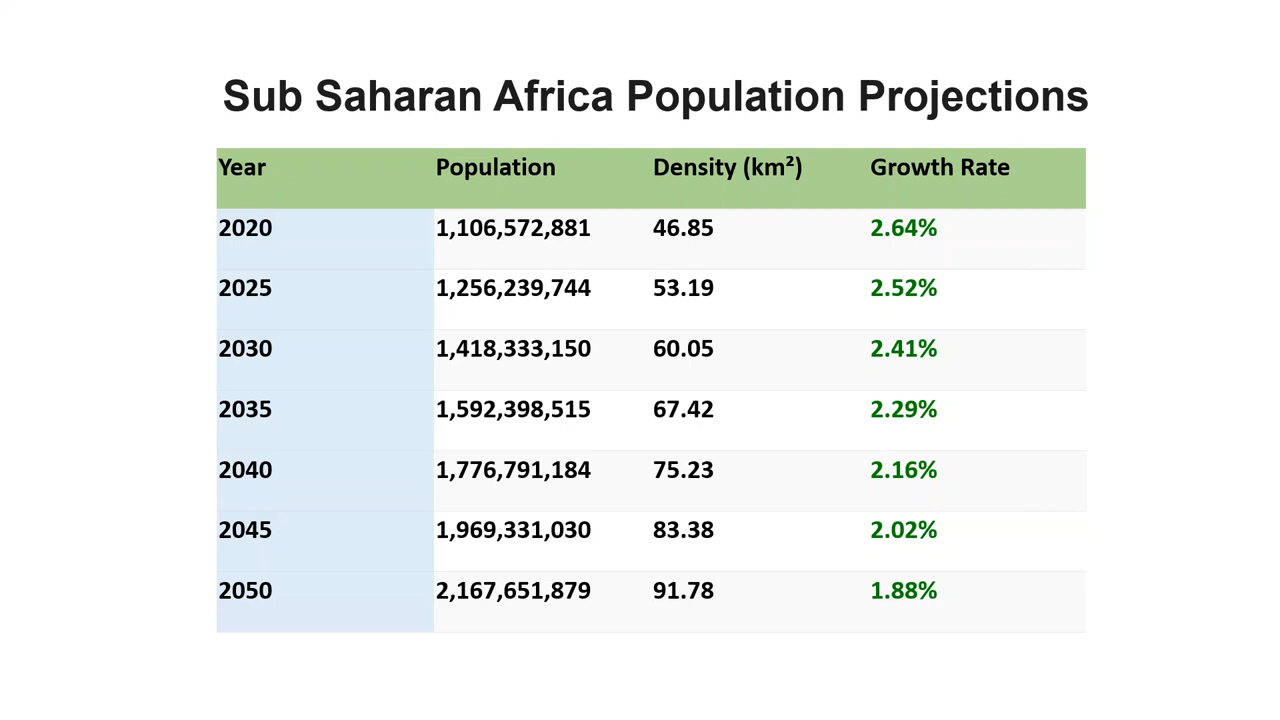 Sub Saharan Africa Population Projections
Year Population Density (km²) Growth Rate
2020 1,106,572,881 46.85 2.64%
2025 1,256,239,744 53.19 2.52%
2030 1,418,333,150 60.05 2.41%
2035 1,592,398,515 67.42 2.29%
2040 1,776,791,184 75.23 2.16%
2045 1,969,331,030 83.38 2.02%
2050 2,167,651,879 91.78 1.88%